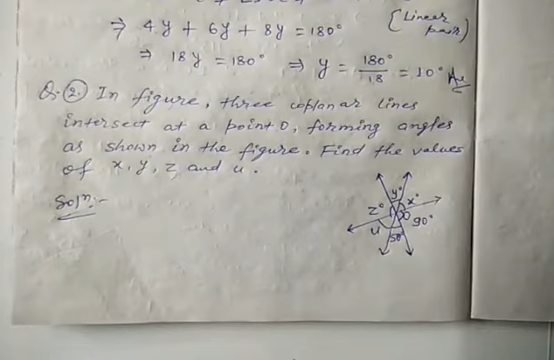 ⇒ 4y + 6y + 8y = 180° [Linear pair)
⇒ 18y = 180° ⇒ y = 180°/18 = 10° Ans
Q.② In figure, three coplanar lines
intersect at a point O, forming angles
as shown in the figure. Find the values
of x, y, z and u.
Solⁿ:-
y°
z° x°
90°
u
50°